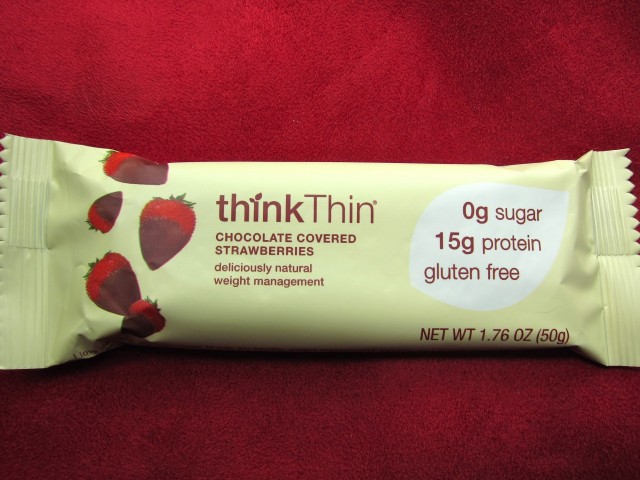 thinkThin®
CHOCOLATE COVERED
STRAWBERRIES
deliciously natural
weight management
0g sugar
15g protein
gluten free
NET WT 1.76 OZ (50g)